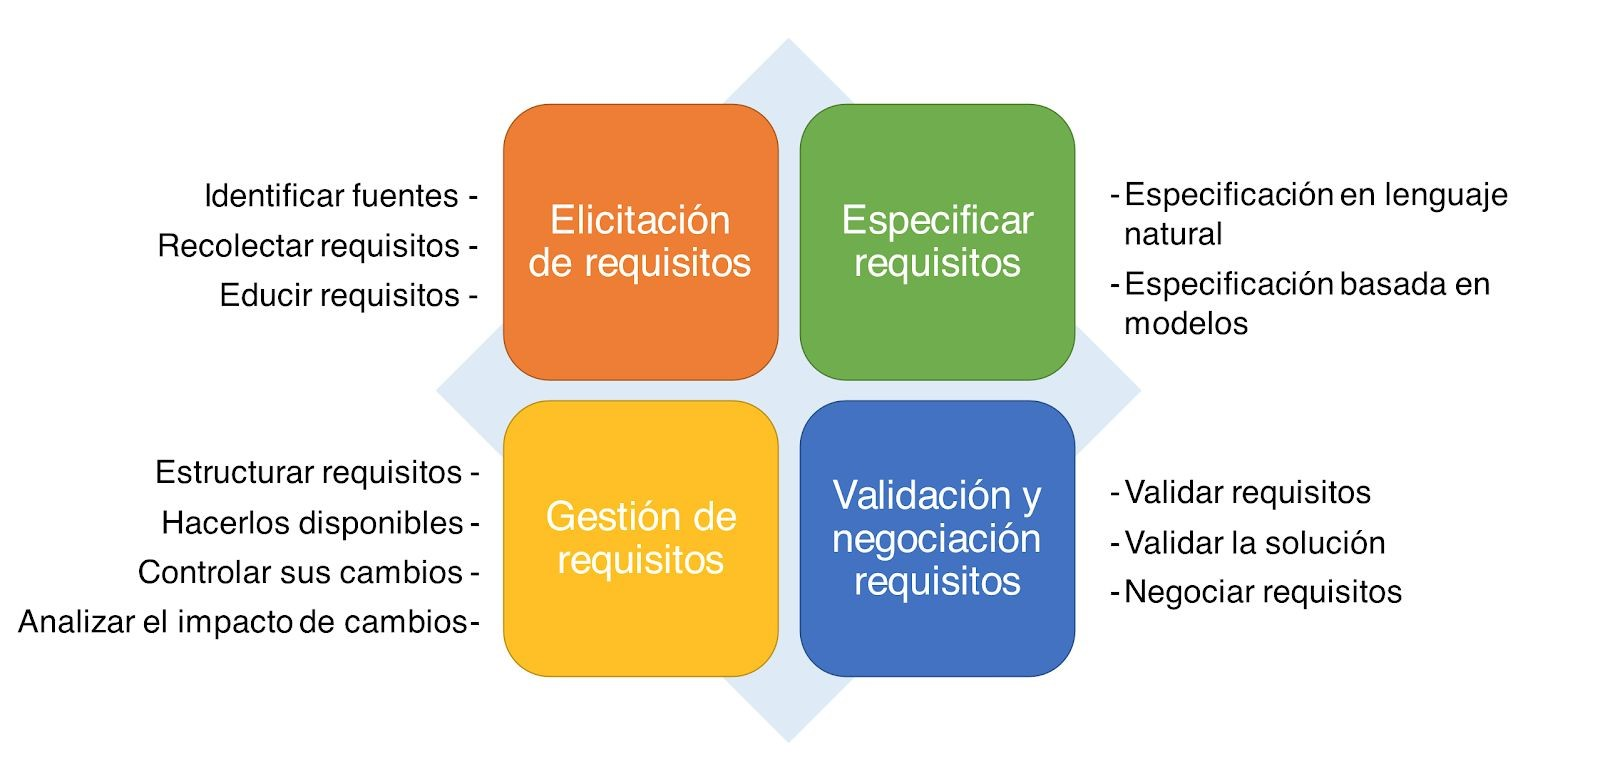 Identificar fuentes -
Recolectar requisitos -
Educir requisitos -
Elicitación
de requisitos
Especificar
requisitos
-Especificación en lenguaje
natural
-Especificación basada en
modelos
Estructurar requisitos -
Hacerlos disponibles -
Controlar sus cambios -
Analizar el impacto de cambios-
Gestión de
requisitos
Validación y
negociación
requisitos
-Validar requisitos
-Validar la solución
-Negociar requisitos